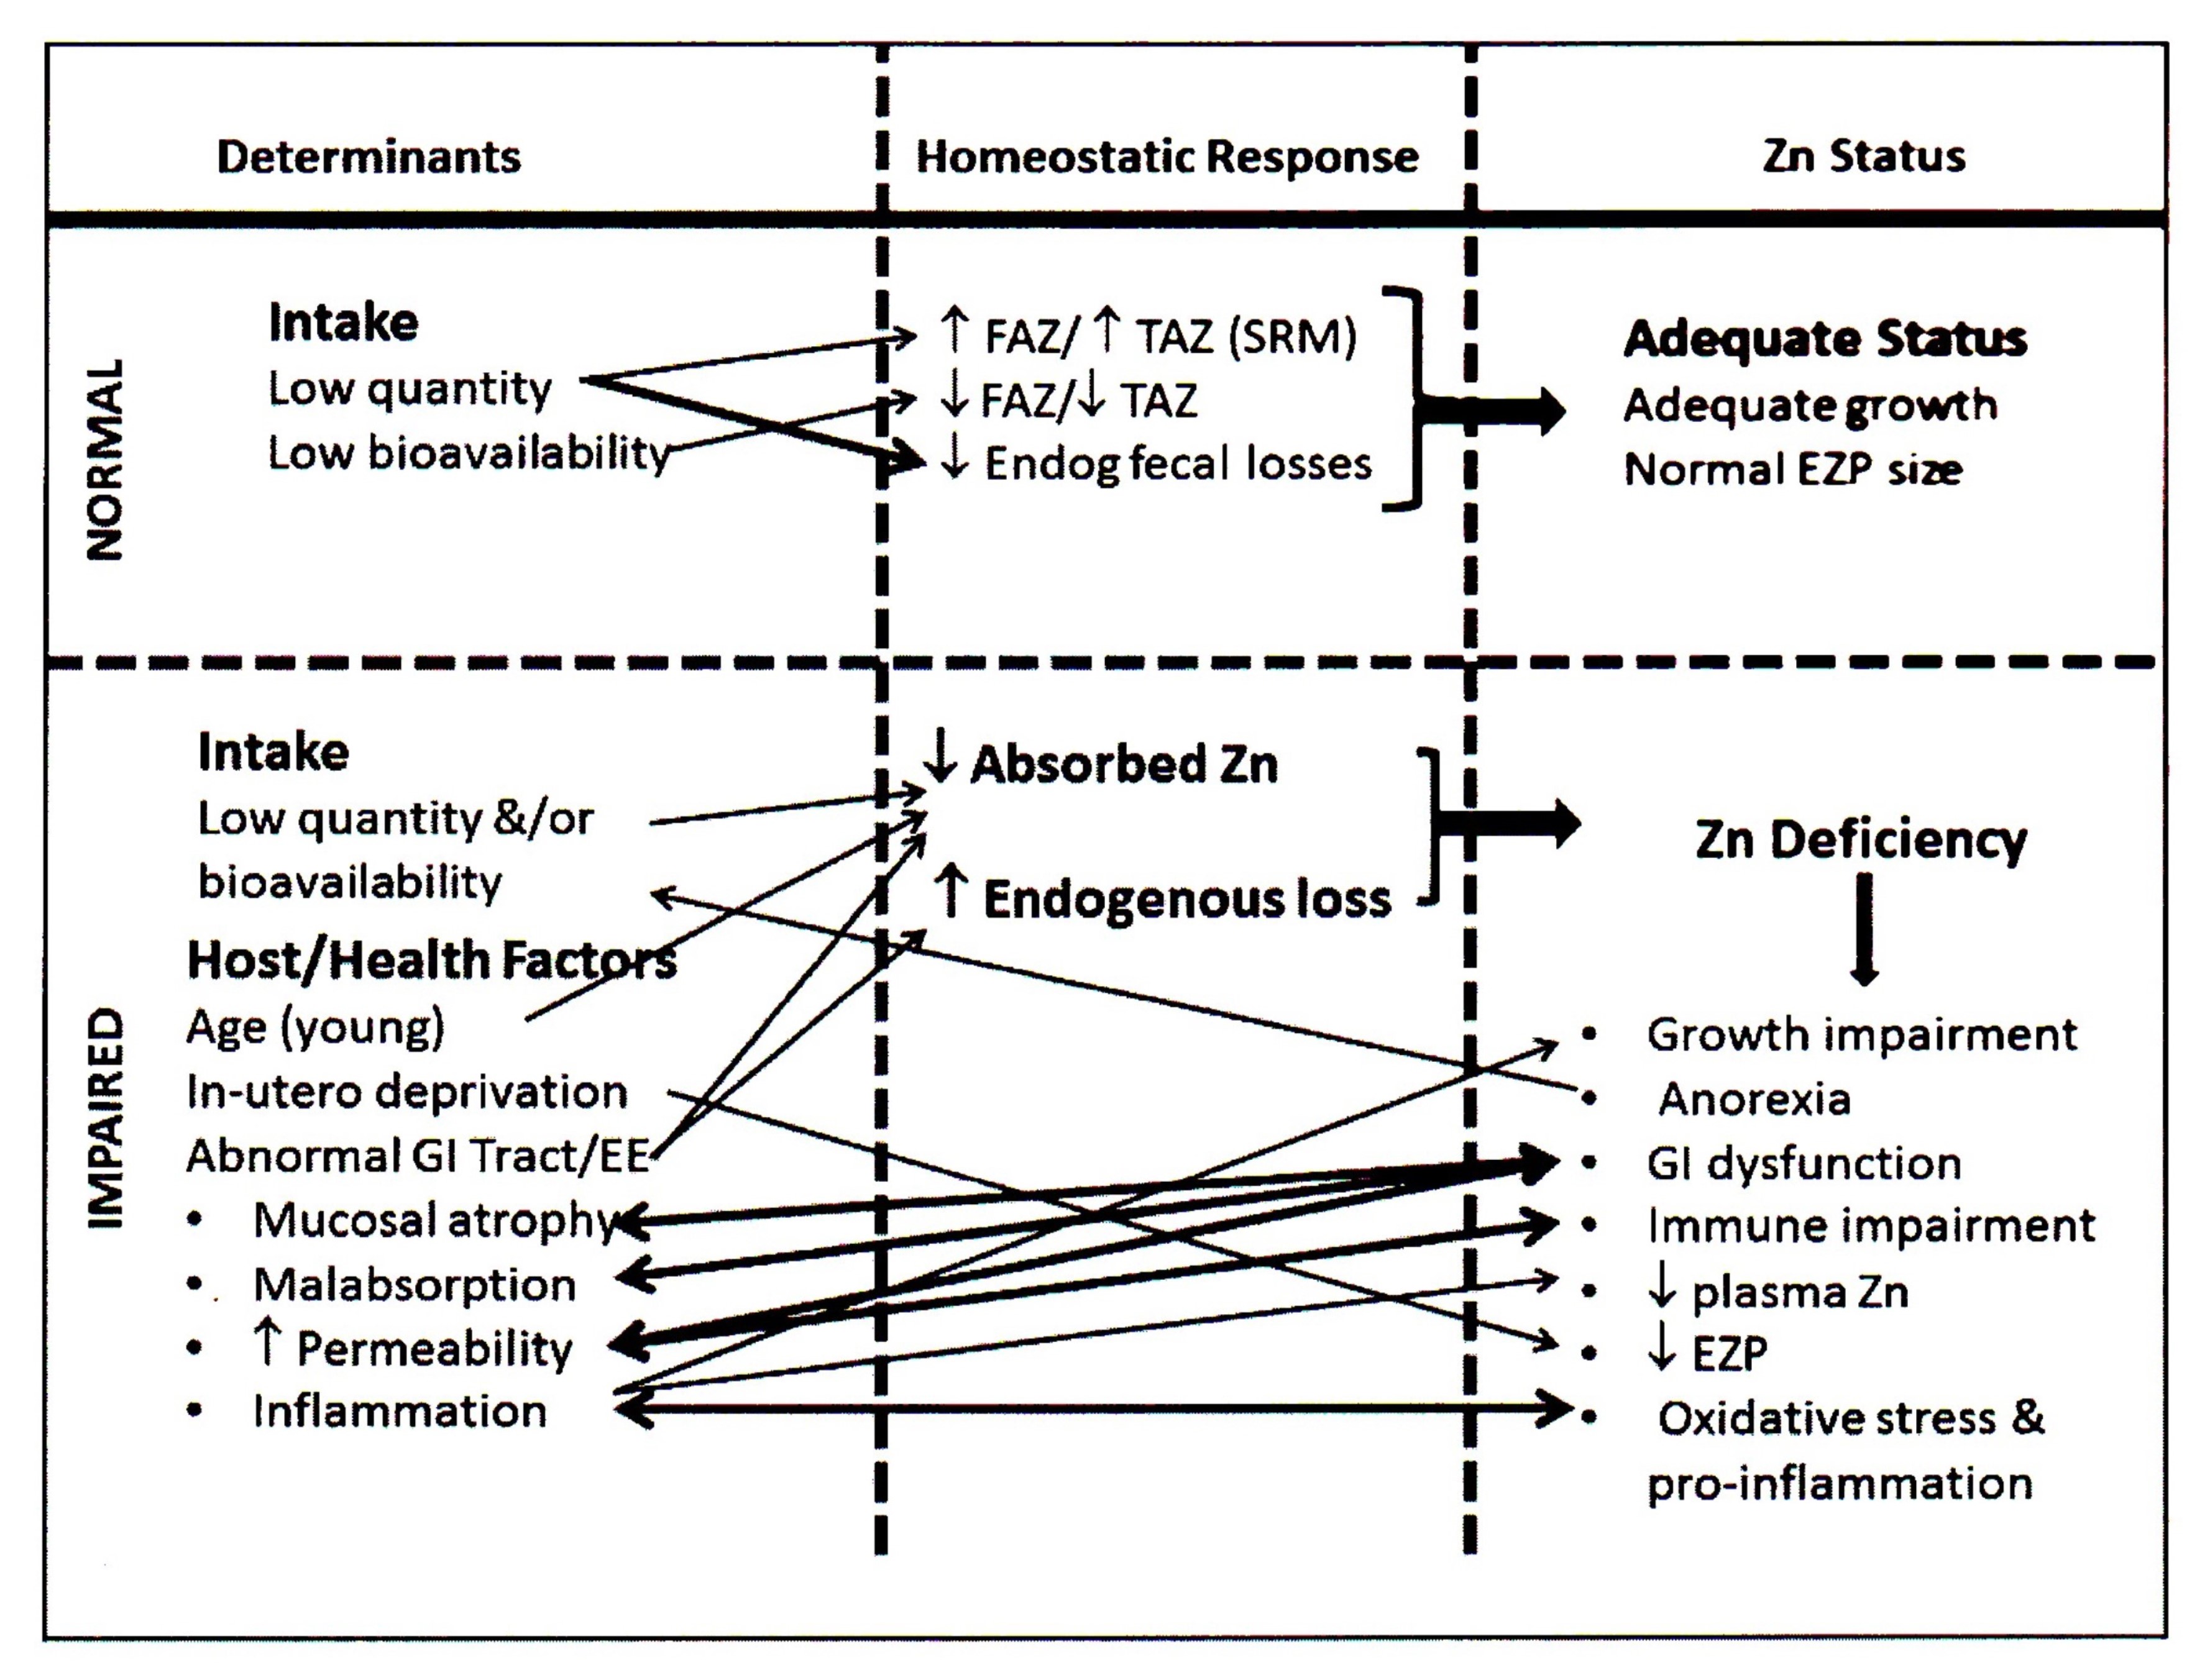 Determinants
Homeostatic Response
Zn Status
NORMAL
Intake
Low quantity
Low bioavailability
↑ FAZ/ ↑ TAZ (SRM)
↓ FAZ/↓ TAZ
↓ Endog fecal losses
Adequate Status
Adequate growth
Normal EZP size
IMPAIRED
Intake
Low quantity &/or
bioavailability
Host/Health Factors
Age (young)
In-utero deprivation
Abnormal GI Tract/EE
• Mucosal atrophy
• Malabsorption
• ↑ Permeability
• Inflammation
↓ Absorbed Zn
↑ Endogenous loss
Zn Deficiency
• Growth impairment
• Anorexia
• GI dysfunction
• Immune impairment
• ↓ plasma Zn
• ↓ EZP
• Oxidative stress &
pro-inflammation